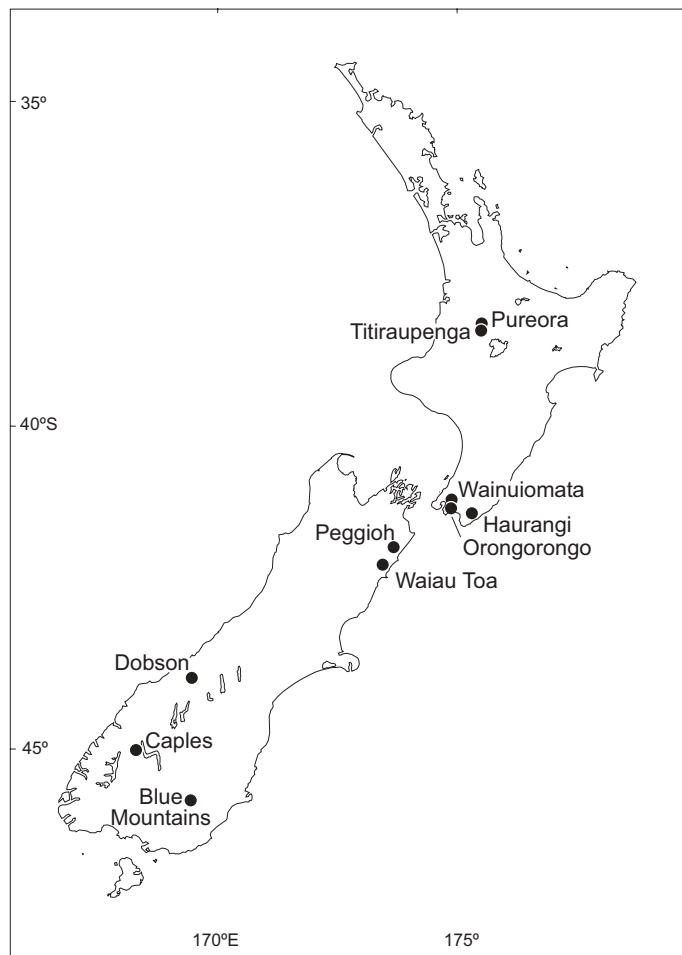 35º
Pureora
Titiraupenga
40ºS
Wainuiomata
Haurangi
Orongorongo
Peggioh
Waiau Toa
Dobson
45º
Caples
Blue
Mountains
170ºE
175º